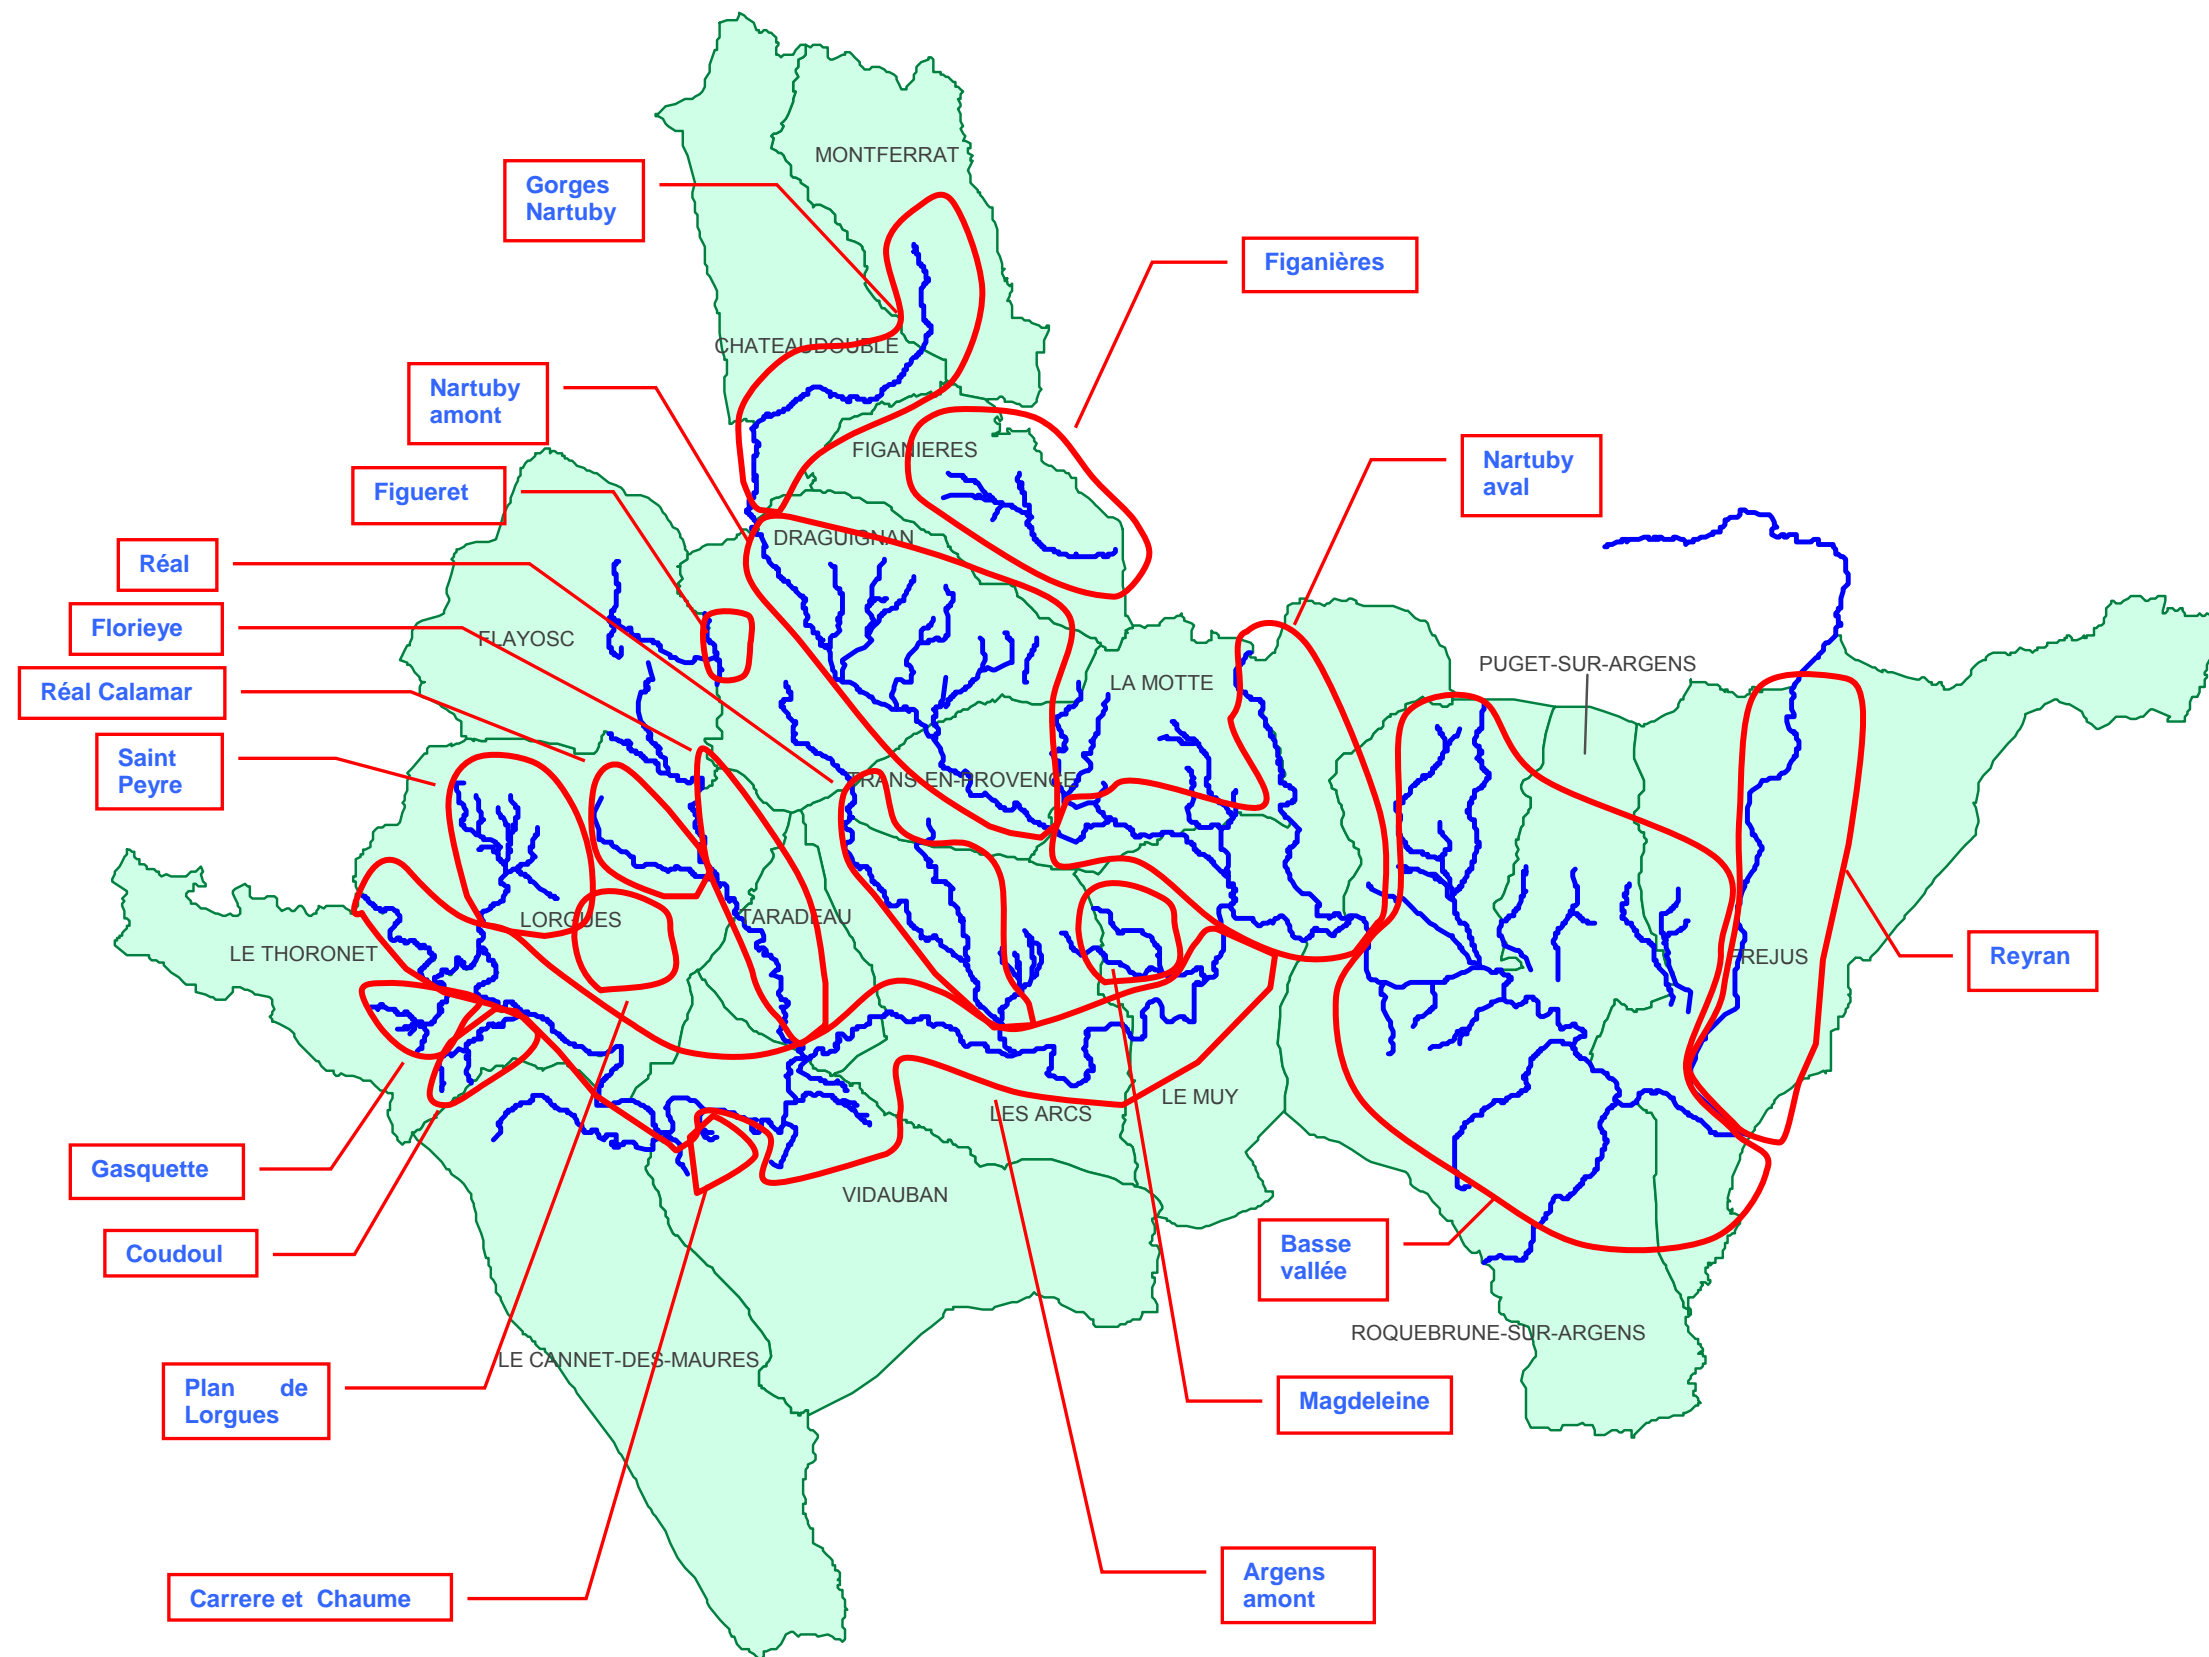 MONTFERRAT
Gorges
Nartuby
Figanières
CHATEAUDOUBLE
Nartuby
amont
FIGANIERES
Nartuby
aval
Figueret
DRAGUIGNAN
Réal
Florieye
FLAYOSC
PUGET-SUR-ARGENS
Réal Calamar
LA MOTTE
Saint
Peyre
TRANS-EN-PROVENCE
LORGUES
TARADEAU
LE THORONET
FREJUS
Reyran
LE MUY
LES ARCS
Gasquette
VIDAUBAN
Coudoul
Basse
vallée
ROQUEBRUNE-SUR-ARGENS
LE CANNET-DES-MAURES
Plan de
Lorgues
Magdeleine
Argens
amont
Carrere et Chaume